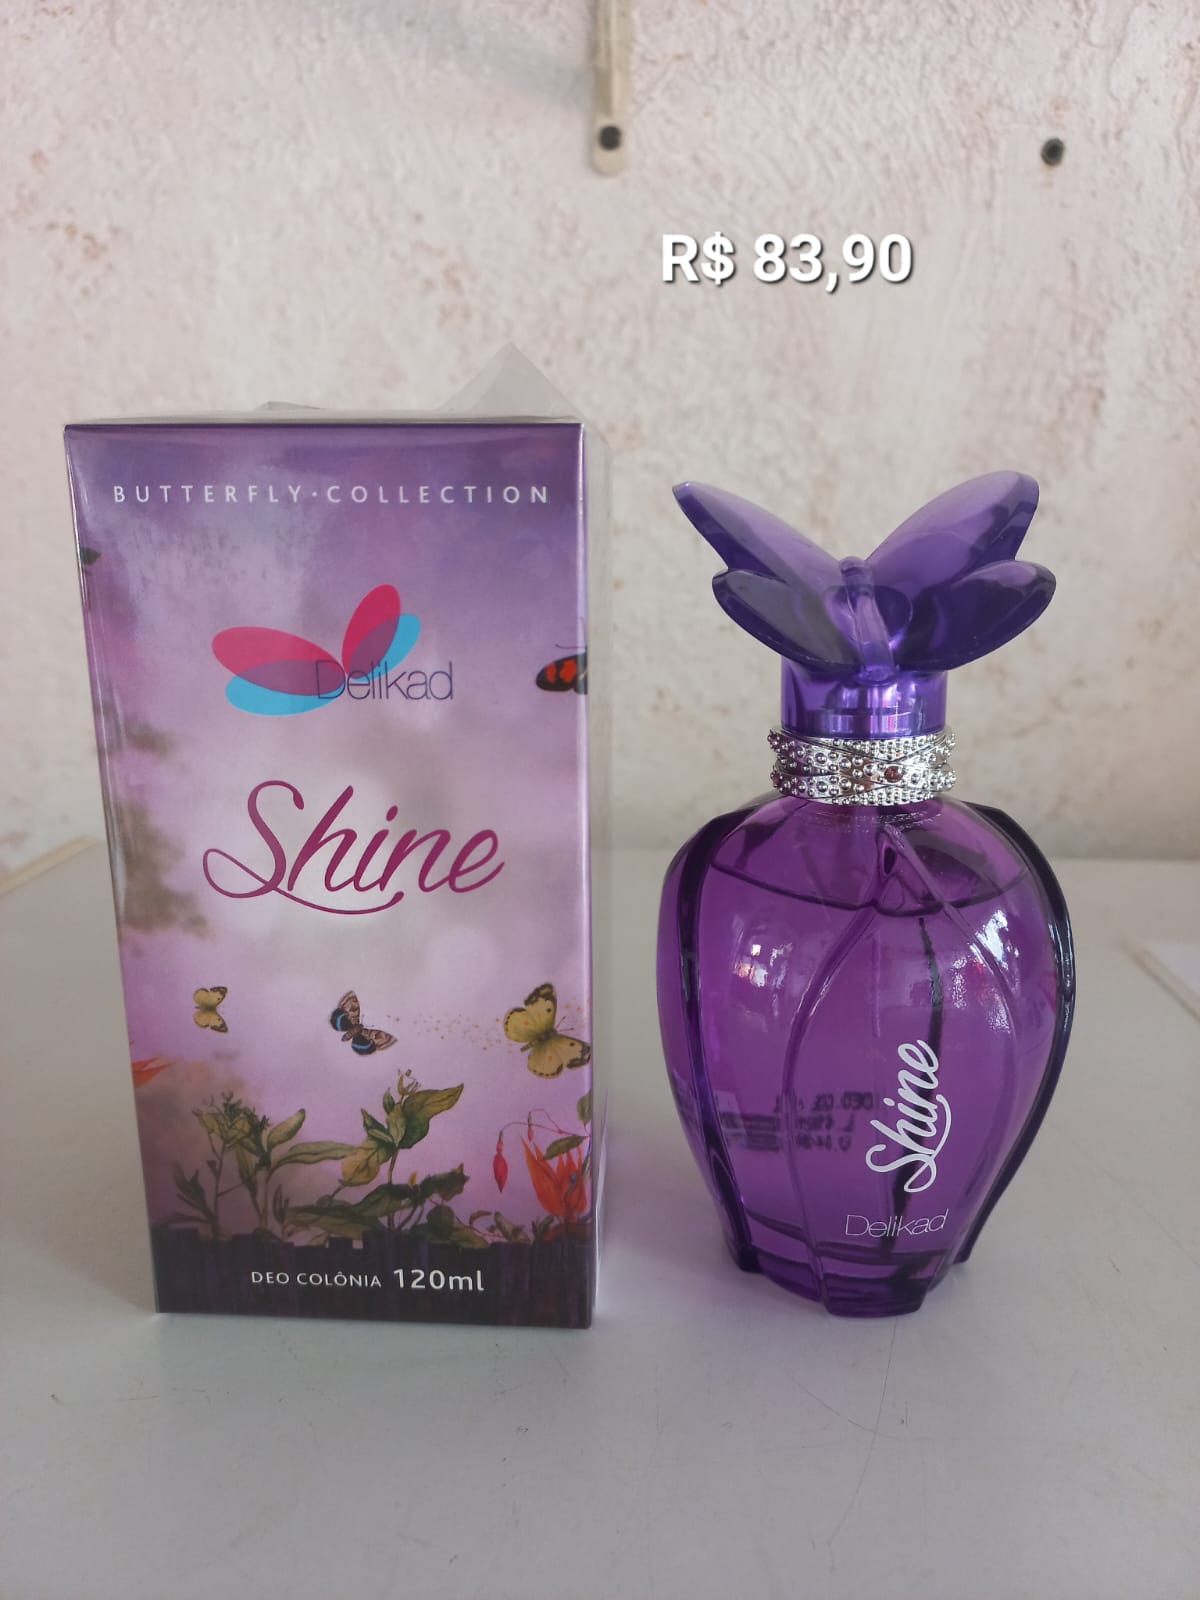 R$ 83,90
BUTTERFLY·COLLECTION
Delikad
Shine
DEO COLÔNIA 120ml
Shine
Delikad